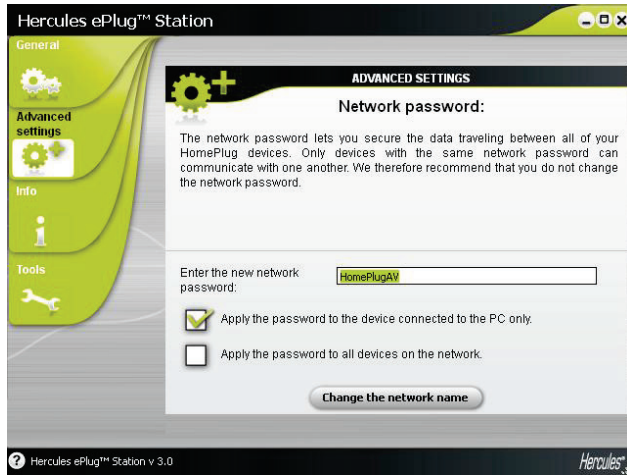 Hercules ePlug™ Station
General
Advanced
settings
Info
Tools
ADVANCED SETTINGS
Network password:
The network password lets you secure the data traveling between all of your
HomePlug devices. Only devices with the same network password can
communicate with one another. We therefore recommend that you do not change
the network password.
Enter the new network
password:
HomePlugAV
Apply the password to the device connected to the PC only.
Apply the password to all devices on the network.
Change the network name
? Hercules ePlug™ Station v 3.0
Hercules